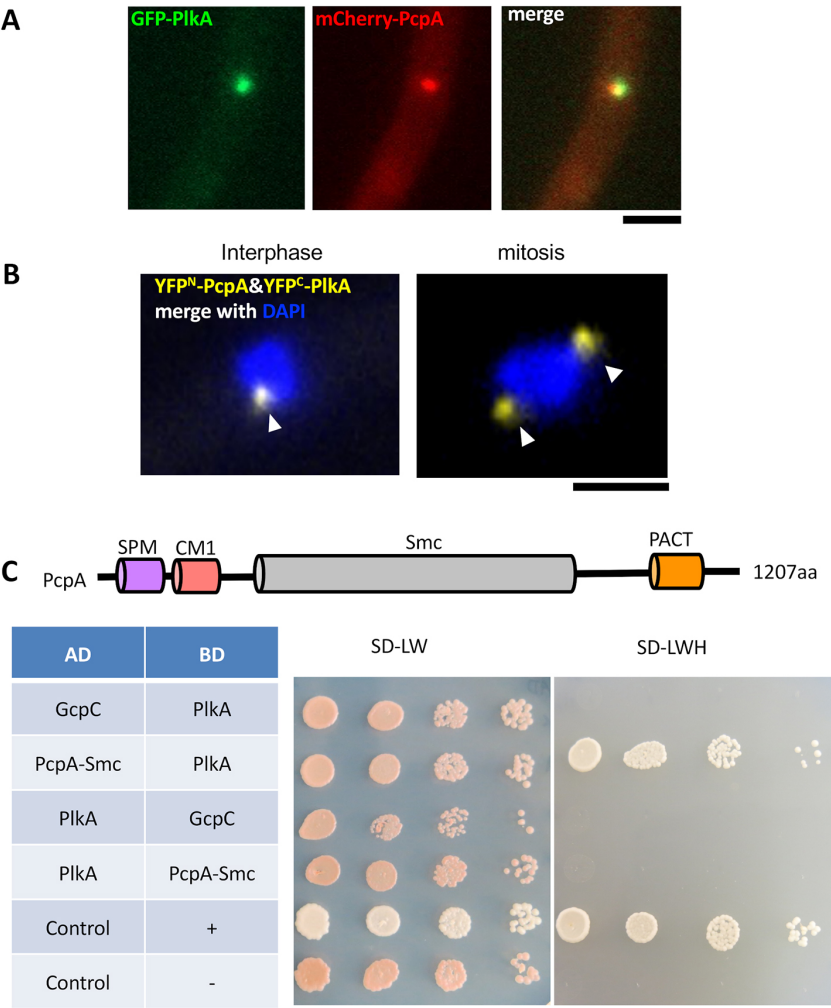 A
GFP-PlkA
mCherry-PcpA
merge
B
Interphase
mitosis
YFPᴺ-PcpA&YFPᶜ-PlkA
merge with DAPI
C
SPM
CM1
Smc
PACT
PcpA
1207aa
AD BD
SD-LW
SD-LWH
GcpC PlkA
PcpA-Smc PlkA
PlkA GcpC
PlkA PcpA-Smc
Control +
Control -